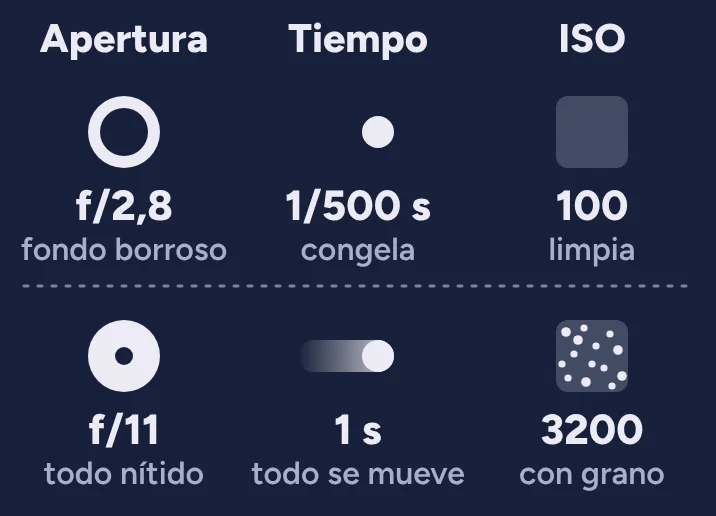 Apertura Tiempo ISO
f/2,8 1/500 s 100
fondo borroso congela limpia
f/11 1 s 3200
todo nítido todo se mueve con grano